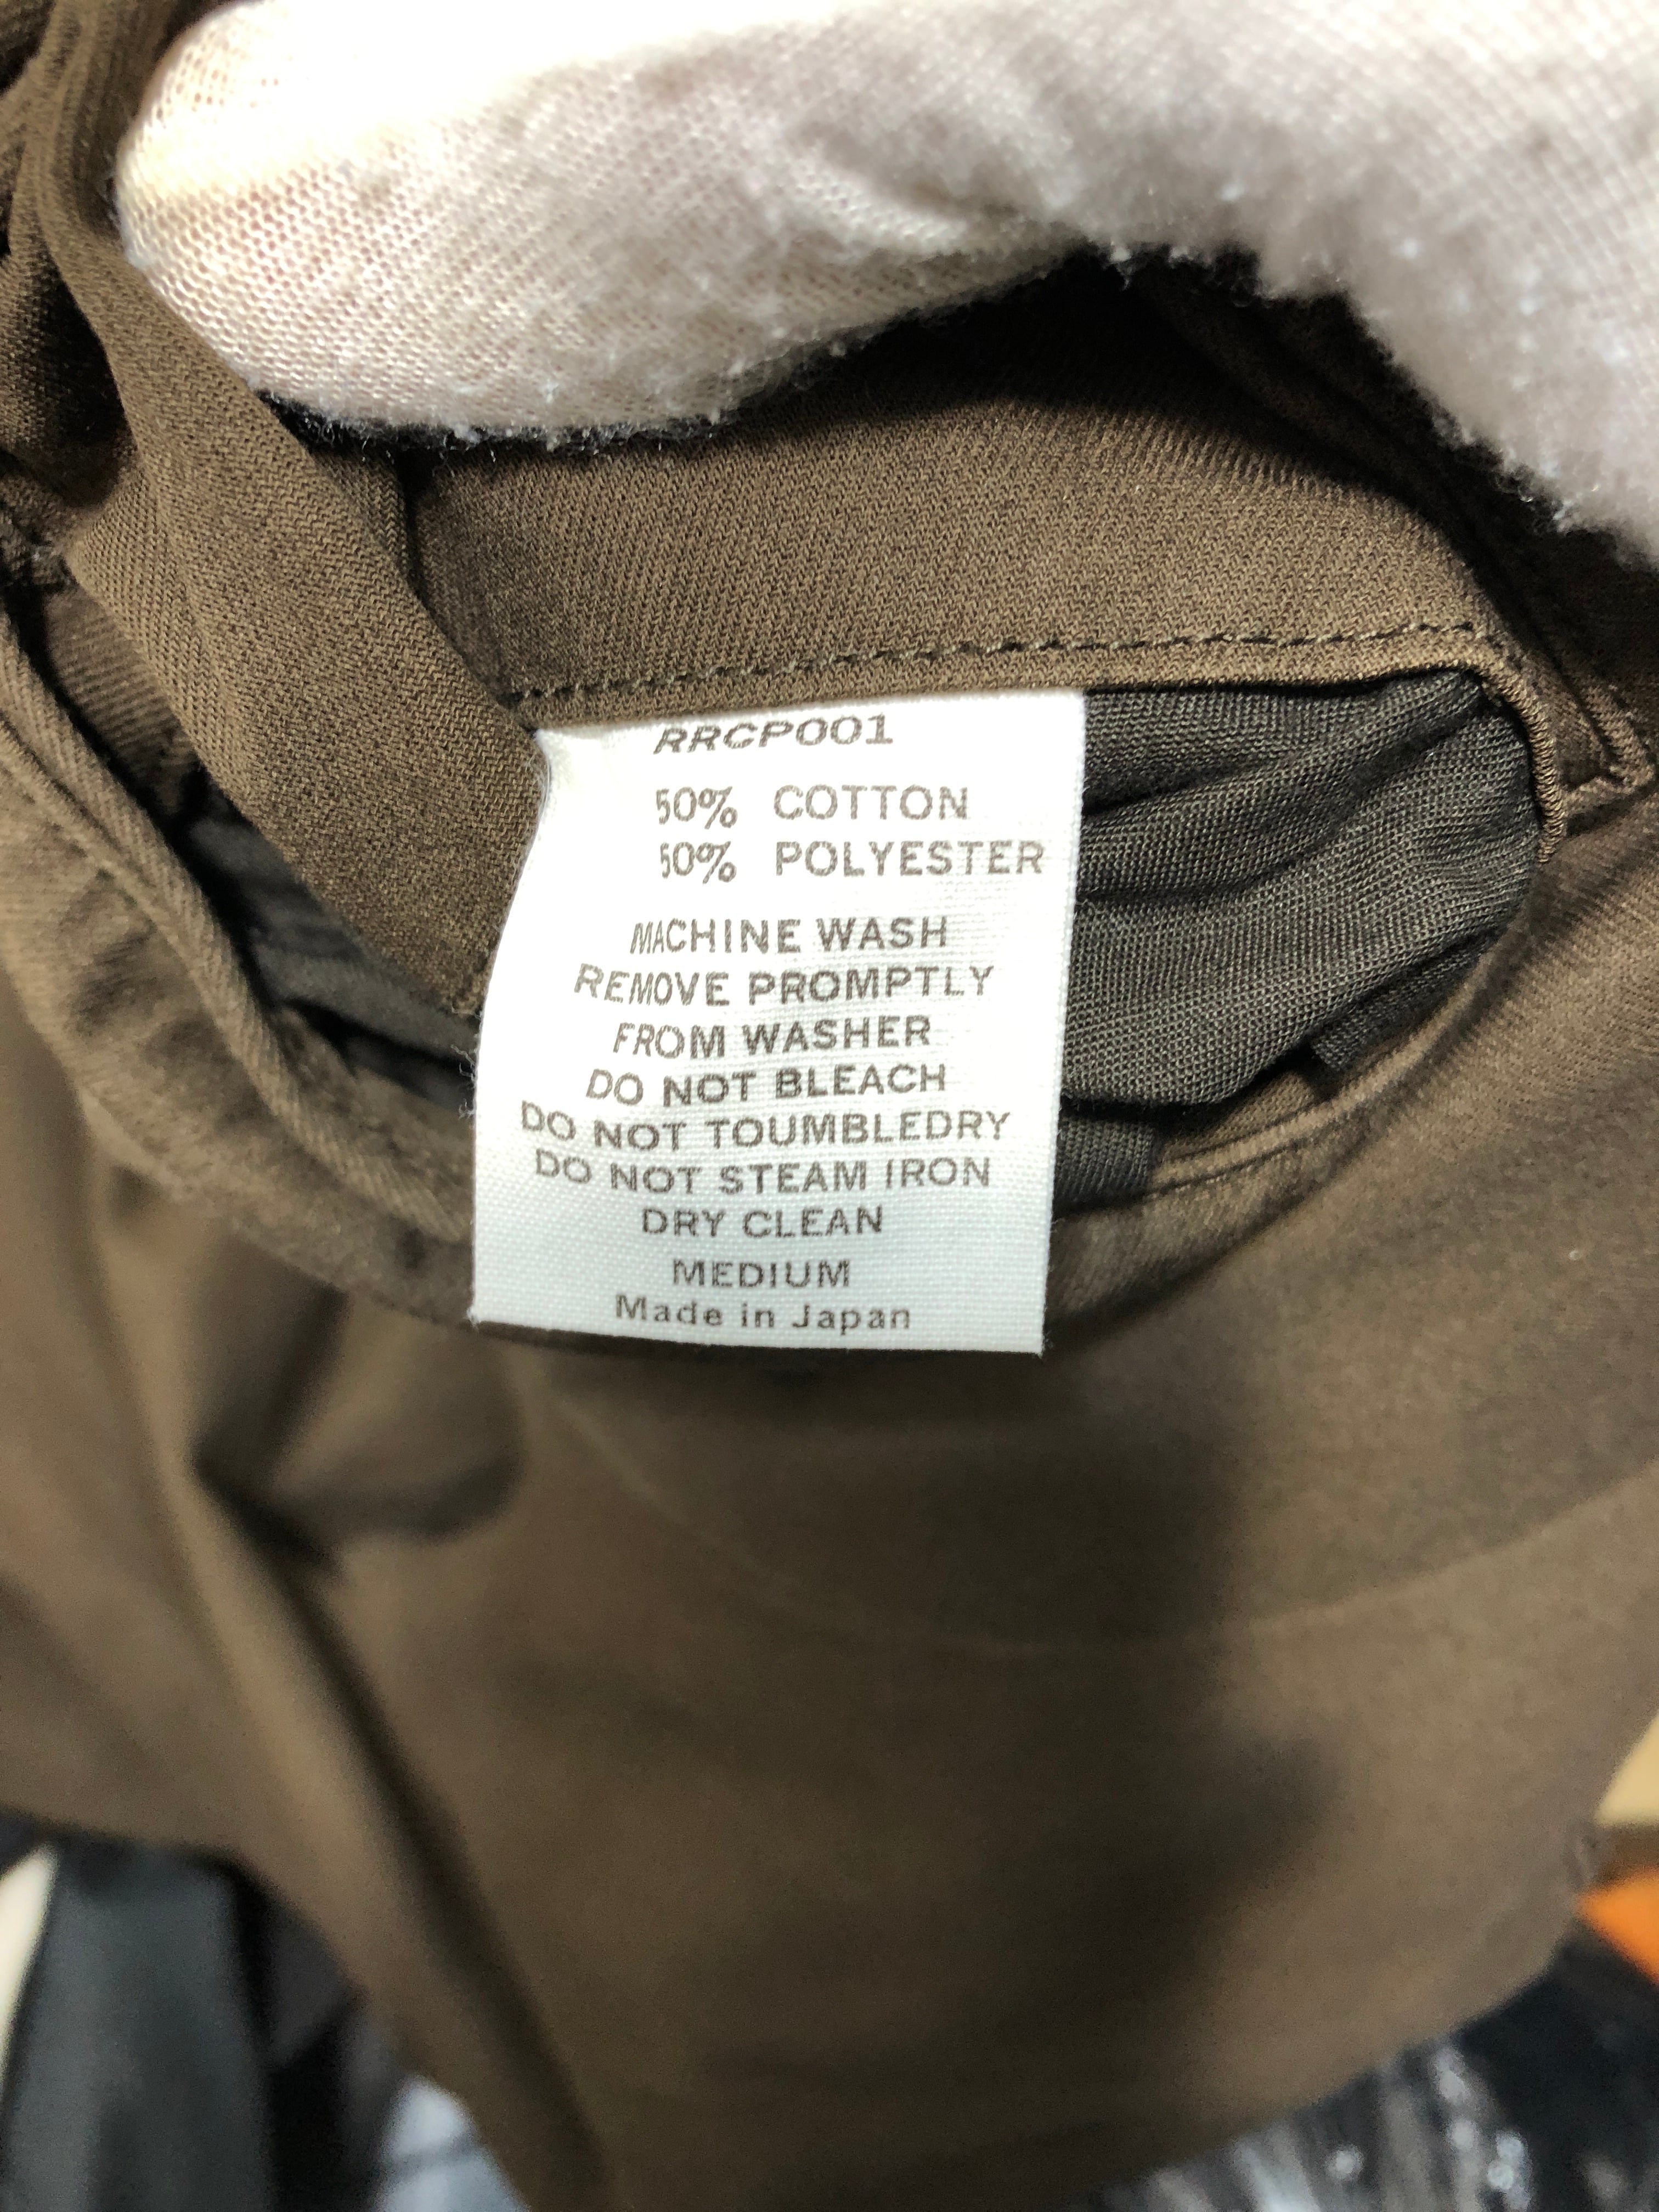 RRCP001
50% COTTON
50% POLYESTER
MACHINE WASH
REMOVE PROMPTLY
FROM WASHER
DO NOT BLEACH
DO NOT TOUMBLEDRY
DO NOT STEAM IRON
DRY CLEAN
MEDIUM
Made in Japan